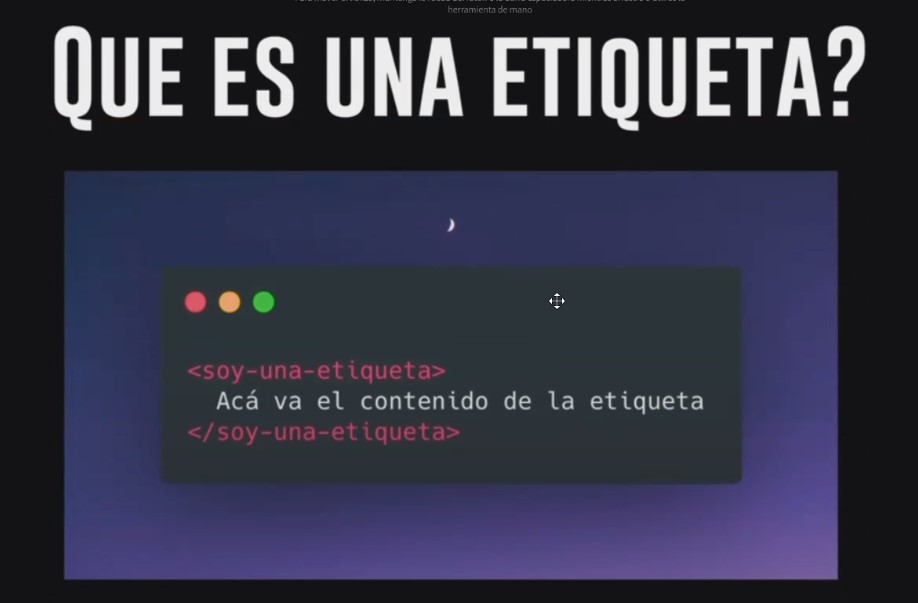 herramienta de mano
QUE ES UNA ETIQUETA?
<soy-una-etiqueta>
Acá va el contenido de la etiqueta
</soy-una-etiqueta>